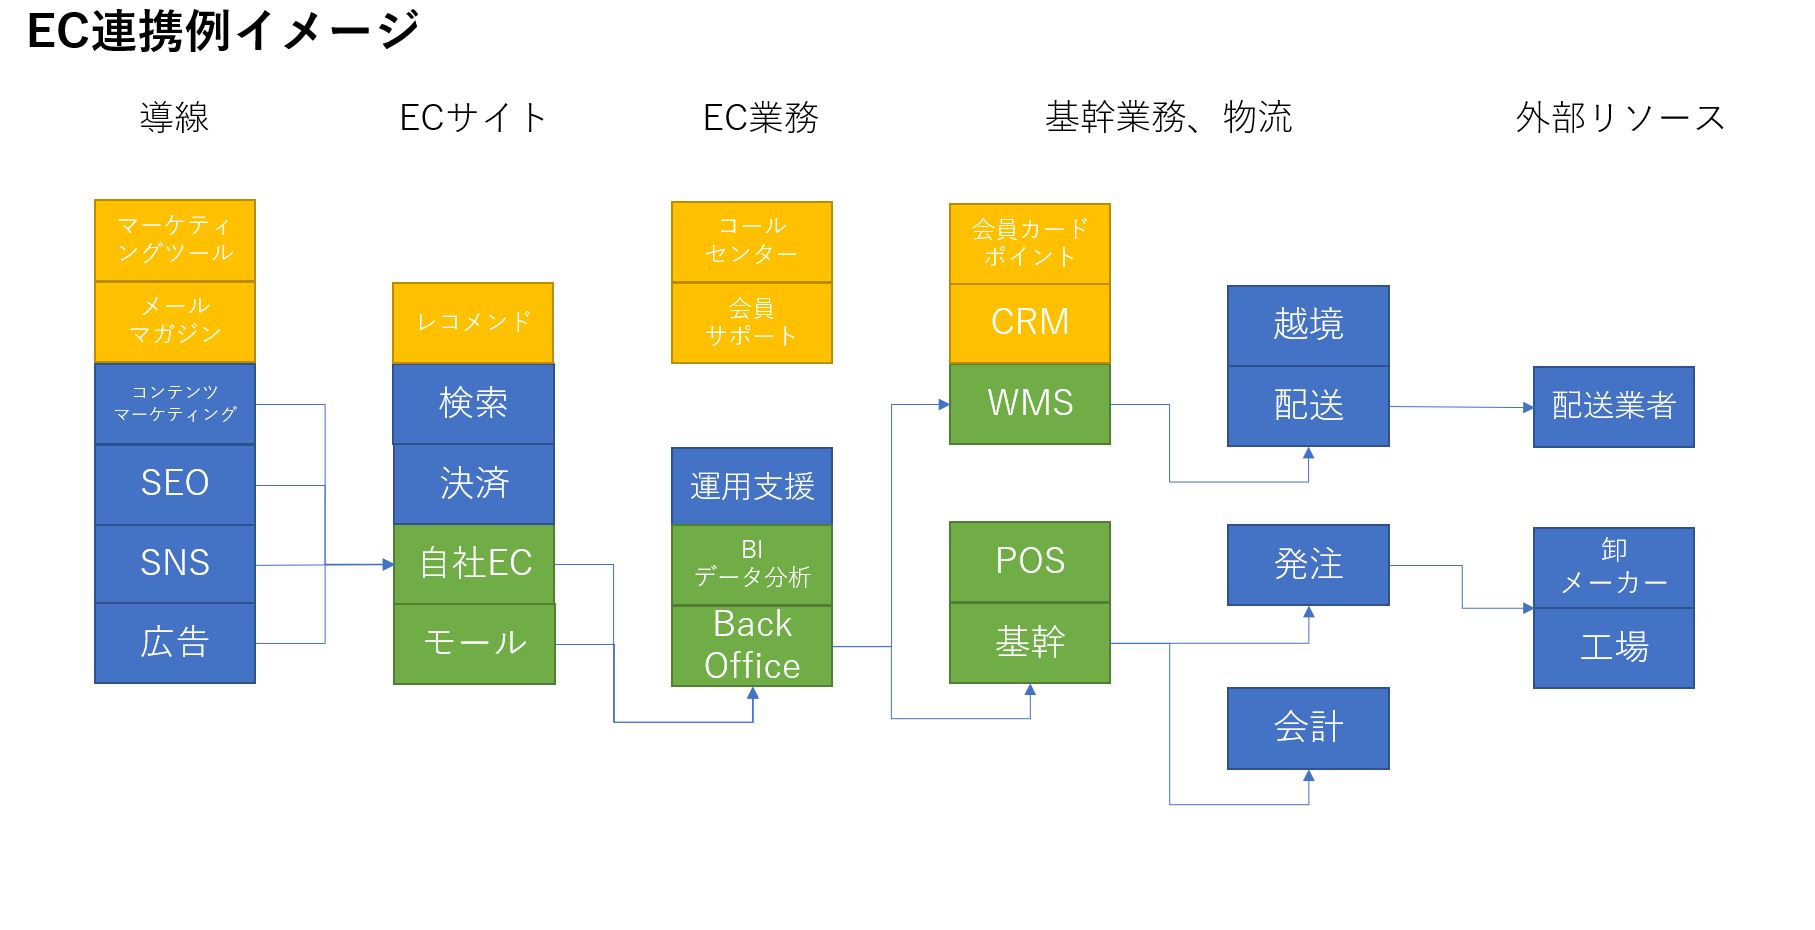 EC連携例イメージ
導線
ECサイト
EC業務
基幹業務、物流
外部リソース
マーケティ
ングツール
メール
マガジン
コンテンツ
マーケティング
SEO
SNS
広告
レコメンド
検索
決済
自社EC
モール
コール
センター
会員
サポート
運用支援
BI
データ分析
Back
Office
会員カード
ポイント
CRM
WMS
POS
基幹
越境
配送
発注
会計
配送業者
卸
メーカー
工場